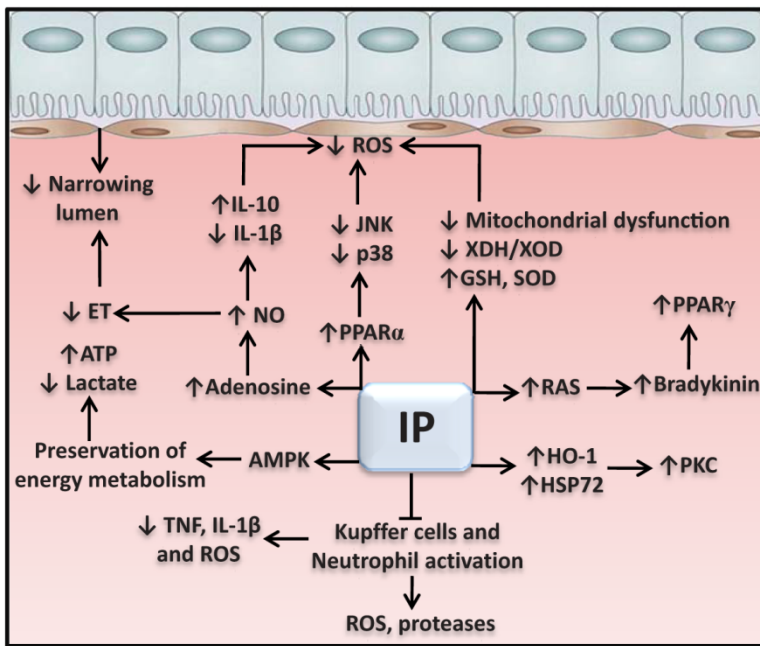 ↓ ROS
↓ Narrowing
lumen
↑IL-10
↓ IL-1β
↓ JNK
↓ p38
↓ Mitochondrial dysfunction
↓ XDH/XOD
↑GSH, SOD
↓ ET
↑ NO
↑PPARα
↑PPARγ
↑ATP
↓ Lactate
↑Adenosine
IP
↑RAS
↑Bradykinin
Preservation of
energy metabolism
AMPK
↑HO-1
↑HSP72
↑PKC
↓ TNF, IL-1β
and ROS
Kupffer cells and
Neutrophil activation
ROS, proteases